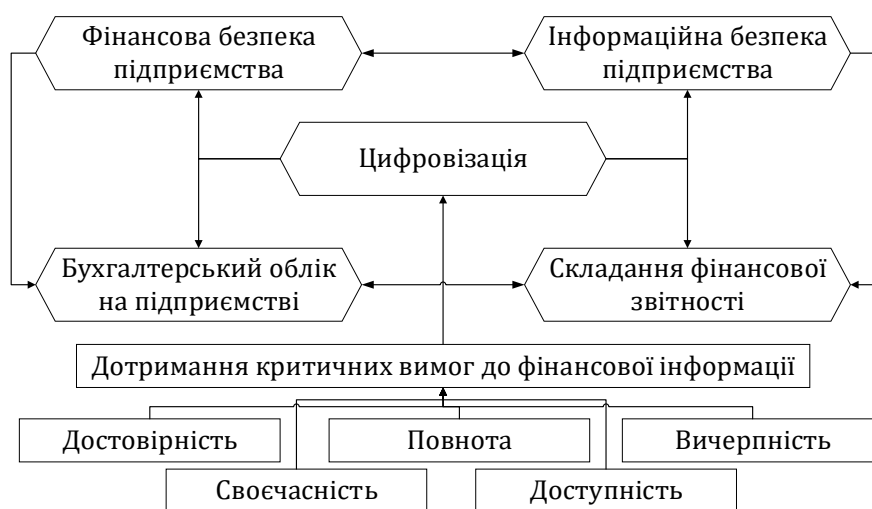 Фінансова безпека
підприємства
Інформаційна безпека
підприємства
Цифровізація
Бухгалтерський облік
на підприємстві
Складання фінансової
звітності
Дотримання критичних вимог до фінансової інформації
Достовірність
Повнота
Вичерпність
Своєчасність
Доступність